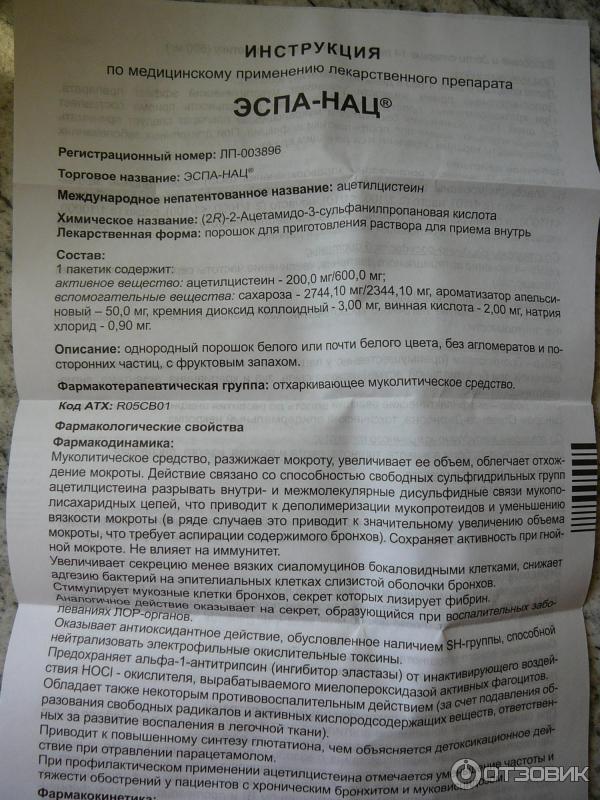 ИНСТРУКЦИЯ
по медицинскому применению лекарственного препарата
ЭСПА-НАЦ®
Регистрационный номер: ЛП-003896
Торговое название: ЭСПА-НАЦ®
Международное непатентованное название: ацетилцистеин
Химическое название: (2R)-2-Ацетамидо-3-сульфанилпропановая кислота
Лекарственная форма: порошок для приготовления раствора для приема внутрь
Состав:
1 пакетик содержит:
активное вещество: ацетилцистеин - 200,0 мг/600,0 мг;
вспомогательные вещества: сахароза - 2744,10 мг/2344,10 мг, ароматизатор апельси-
новый – 50,0 мг, кремния диоксид коллоидный - 3,00 мг, винная кислота - 2,00 мг, натрия
хлорид - 0,90 мг.
Описание: однородный порошок белого или почти белого цвета, без агломератов и по-
сторонних частиц, с фруктовым запахом.
Фармакотерапевтическая группа: отхаркивающее муколитическое средство.
Код АТХ: R05CB01
Фармакологические свойства
Фармакодинамика:
Муколитическое средство, разжижает мокроту, увеличивает ее объем, облегчает отхож-
дение мокроты. Действие связано со способностью свободных сульфгидрильных групп
ацетилцистеина разрывать внутри- и межмолекулярные дисульфидные связи мукопо-
лисахаридных цепей, что приводит к деполимеризации мукопротеидов и уменьшению
вязкости мокроты (в ряде случаев это приводит к значительному увеличению объема
мокроты, что требует аспирации содержимого бронхов). Сохраняет активность при гной-
ной мокроте. Не влияет на иммунитет.
Увеличивает секрецию менее вязких сиаломуцинов бокаловидными клетками, снижает
адгезию бактерий на эпителиальных клетках слизистой оболочки бронхов.
Стимулирует мукозные клетки бронхов, секрет которых лизирует фибрин.
Аналогичное действие оказывает на секрет, образующийся при воспалительных забо-
леваниях ЛОР-органов.
Оказывает антиоксидантное действие, обусловленное наличием SH-группы, способной
нейтрализовать электрофильные окислительные токсины.
Предохраняет альфа-1-антитрипсин (ингибитор эластазы) от инактивирующего воздей-
ствия HOCl - окислителя, вырабатываемого миелопероксидазой активных фагоцитов.
Обладает также некоторым противовоспалительным действием (за счет подавления об-
разования свободных радикалов и активных кислородсодержащих веществ, ответствен-
ных за развитие воспаления в легочной ткани).
Приводит к повышенному синтезу глутатиона, чем объясняется детоксикационное дей-
ствие при отравлении парацетамолом.
При профилактическом применении ацетилцистеина отмечается уменьшение частоты и
тяжести обострений у пациентов с хроническим бронхитом и
Фармакокинетика:
ОТЗОВИК